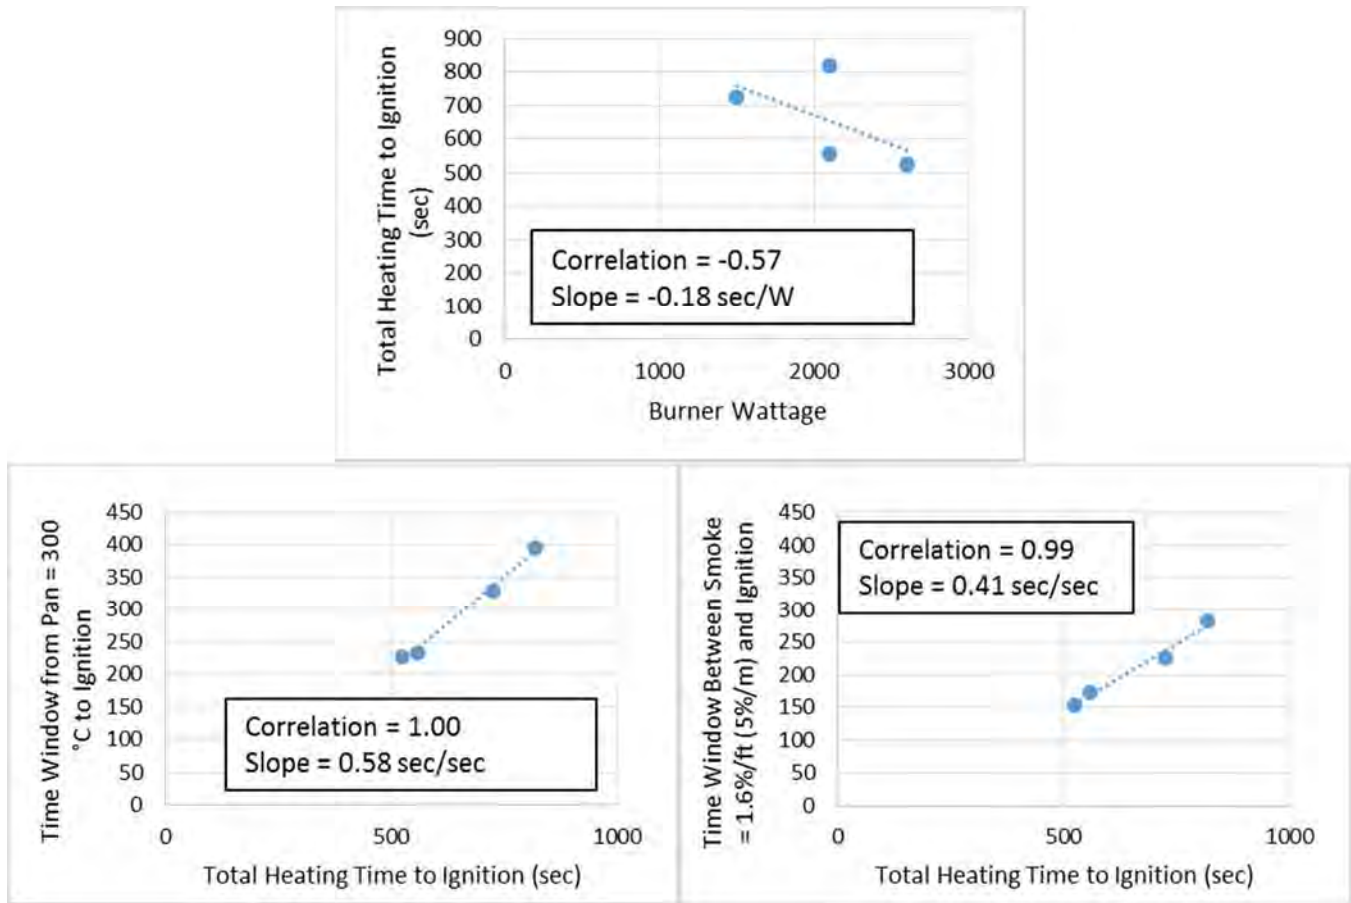 Total Heating Time to Ignition
(sec)
900
800
700
600
500
400
300
200
100
0
0 1000 2000 3000
Burner Wattage
Correlation = -0.57
Slope = -0.18 sec/W
Time Window from Pan = 300
°C to Ignition
450
400
350
300
250
200
150
100
50
0
0 500 1000
Total Heating Time to Ignition (sec)
Correlation = 1.00
Slope = 0.58 sec/sec
Time Window Between Smoke
= 1.6%/ft (5%/m) and Ignition
450
400
350
300
250
200
150
100
50
0
0 500 1000
Total Heating Time to Ignition (sec)
Correlation = 0.99
Slope = 0.41 sec/sec